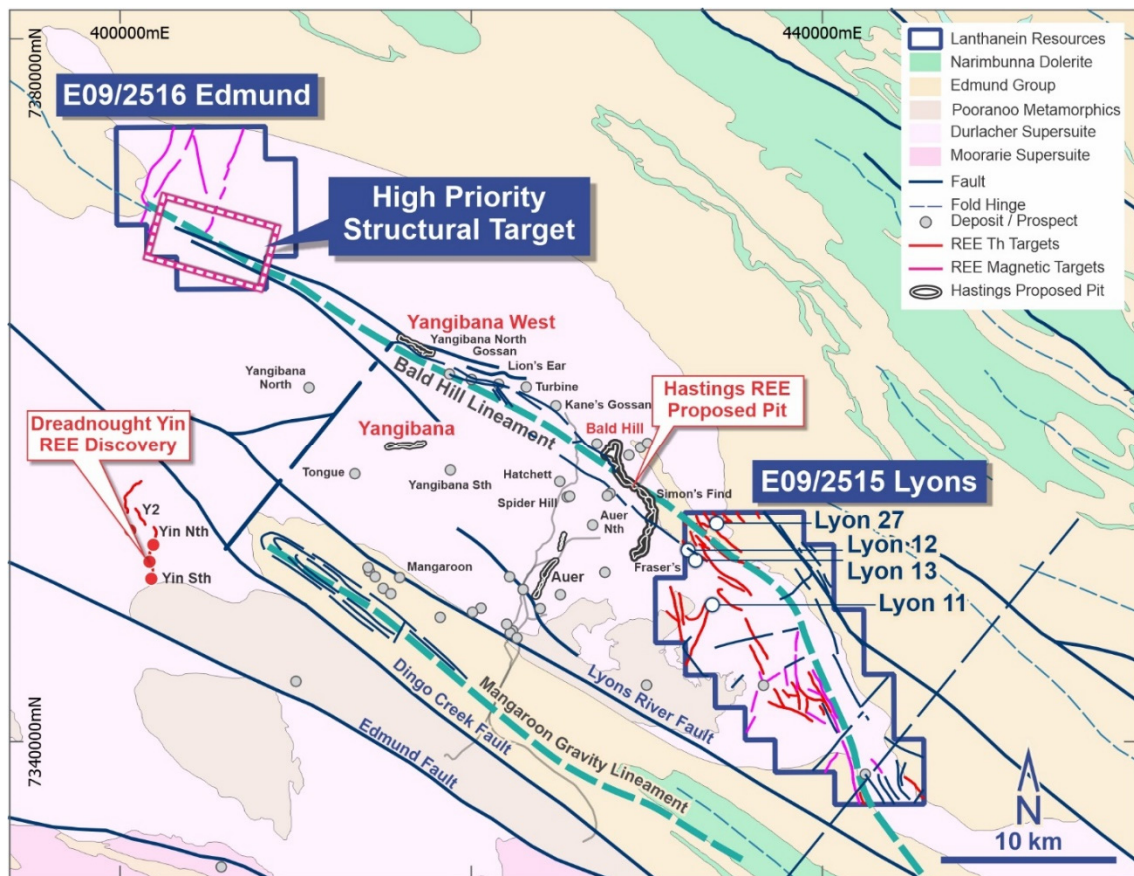 400000mE
440000mE
7380000mN
7340000mN
E09/2516 Edmund
High Priority
Structural Target
Lanthanein Resources
Narimbunna Dolerite
Edmund Group
Pooranoo Metamorphics
Durlacher Supersuite
Moorarie Supersuite
Fault
Fold Hinge
Deposit / Prospect
REE Th Targets
REE Magnetic Targets
Hastings Proposed Pit
Yangibana West
Yangibana North
Gossan
Lion's Ear
Turbine
Kane's Gossan
Bald Hill Lineament
Yangibana
North
Hastings REE
Proposed Pit
Bald Hill
Dreadnought Yin
REE Discovery
Yangibana
Tongue
Yangibana Sth
Hatchett
Spider Hill
Auer
Nth
Simon's Find
E09/2515 Lyons
Lyon 27
Lyon 12
Lyon 13
Lyon 11
Y2
Yin Nth
Yin Sth
Mangaroon
Auer
Fraser's
Lyons River Fault
Mangaroon Gravity Lineament
Dingo Creek Fault
Edmund Fault
N
10 km